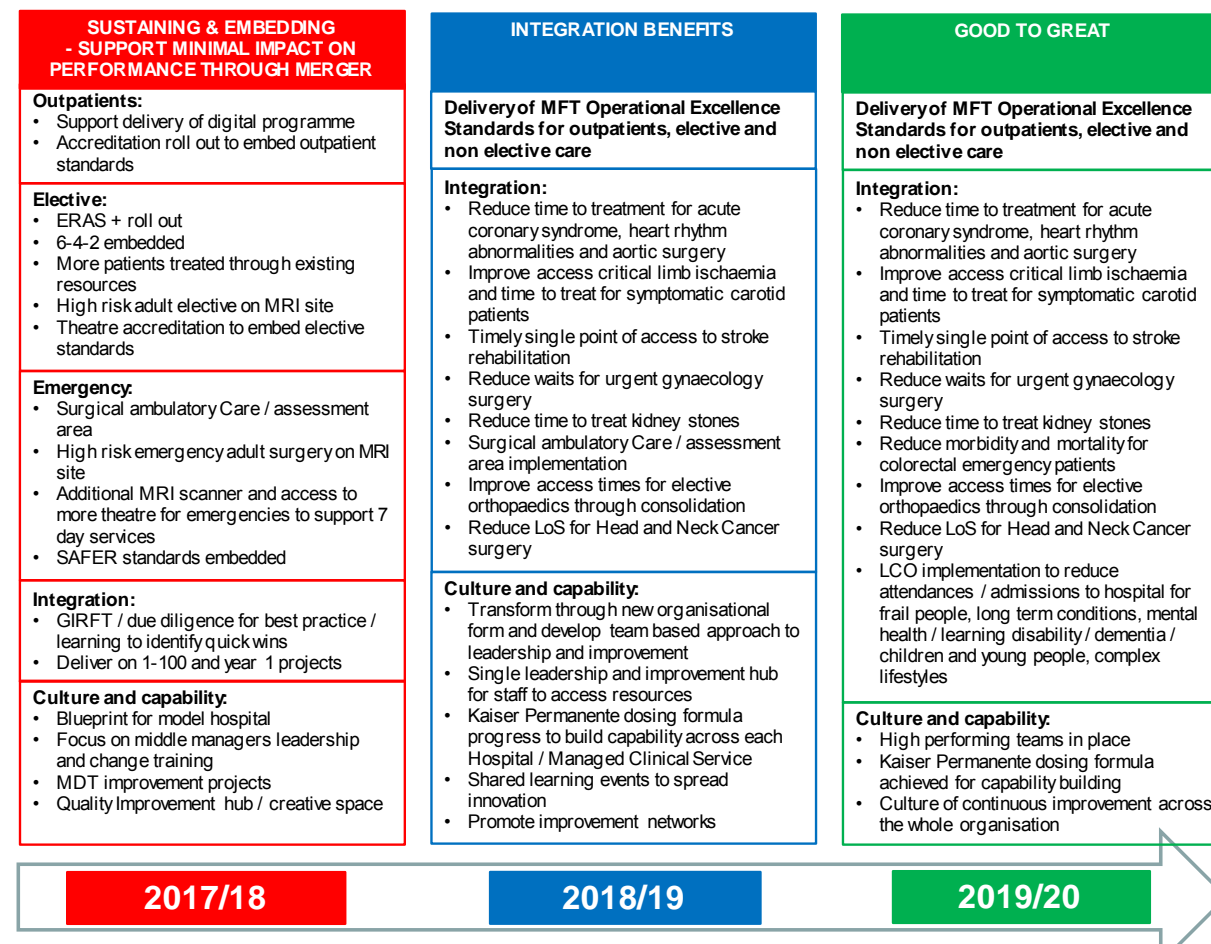 SUSTAINING & EMBEDDING
- SUPPORT MINIMAL IMPACT ON
PERFORMANCE THROUGH MERGER
Outpatients:
• Support delivery of digital programme
• Accreditation roll out to embed outpatient
standards
Elective:
• ERAS + roll out
• 6-4-2 embedded
• More patients treated through existing
resources
• High risk adult elective on MRI site
• Theatre accreditation to embed elective
standards
Emergency:
• Surgical ambulatory Care / assessment
area
• High risk emergency adult surgery on MRI
site
• Additional MRI scanner and access to
more theatre for emergencies to support 7
day services
• SAFER standards embedded
Integration:
• GIRFT / due diligence for best practice /
learning to identify quick wins
• Deliver on 1-100 and year 1 projects
Culture and capability:
• Blueprint for model hospital
• Focus on middle managers leadership
and change training
• MDT improvement projects
• Quality Improvement hub / creative space
INTEGRATION BENEFITS
Delivery of MFT Operational Excellence
Standards for outpatients, elective and
non elective care
Integration:
• Reduce time to treatment for acute
coronary syndrome, heart rhythm
abnormalities and aortic surgery
• Improve access critical limb ischaemia
and time to treat for symptomatic carotid
patients
• Timely single point of access to stroke
rehabilitation
• Reduce waits for urgent gynaecology
surgery
• Reduce time to treat kidney stones
• Surgical ambulatory Care / assessment
area implementation
• Improve access times for elective
orthopaedics through consolidation
• Reduce LoS for Head and Neck Cancer
surgery
Culture and capability:
• Transform through new organisational
form and develop team based approach to
leadership and improvement
• Single leadership and improvement hub
for staff to access resources
• Kaiser Permanente dosing formula
progress to build capability across each
Hospital / Managed Clinical Service
• Shared learning events to spread
innovation
• Promote improvement networks
GOOD TO GREAT
Delivery of MFT Operational Excellence
Standards for outpatients, elective and
non elective care
Integration:
• Reduce time to treatment for acute
coronary syndrome, heart rhythm
abnormalities and aortic surgery
• Improve access critical limb ischaemia
and time to treat for symptomatic carotid
patients
• Timely single point of access to stroke
rehabilitation
• Reduce waits for urgent gynaecology
surgery
• Reduce time to treat kidney stones
• Reduce morbidity and mortality for
colorectal emergency patients
• Improve access times for elective
orthopaedics through consolidation
• Reduce LoS for Head and Neck Cancer
surgery
• LCO implementation to reduce
attendances / admissions to hospital for
frail people, long term conditions, mental
health / learning disability / dementia /
children and young people, complex
lifestyles
Culture and capability:
• High performing teams in place
• Kaiser Permanente dosing formula
achieved for capability building
• Culture of continuous improvement across
the whole organisation
2017/18
2018/19
2019/20